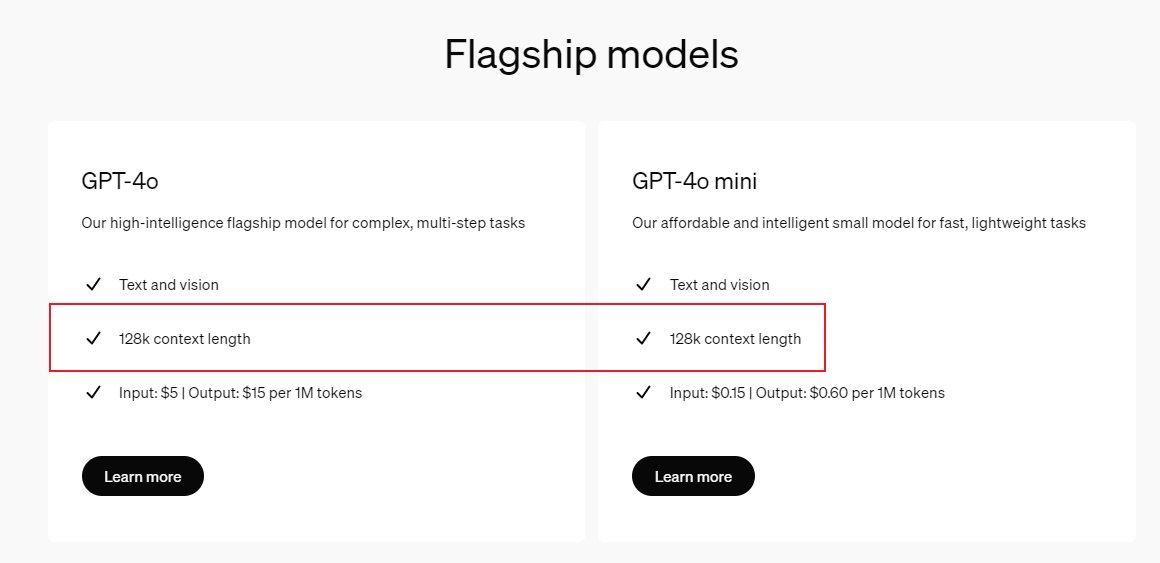 Flagship models
GPT-4o
Our high-intelligence flagship model for complex, multi-step tasks
Text and vision
128k context length
Input: $5 | Output: $15 per 1M tokens
Learn more
GPT-4o mini
Our affordable and intelligent small model for fast, lightweight tasks
Text and vision
128k context length
Input: $0.15 | Output: $0.60 per 1M tokens
Learn more